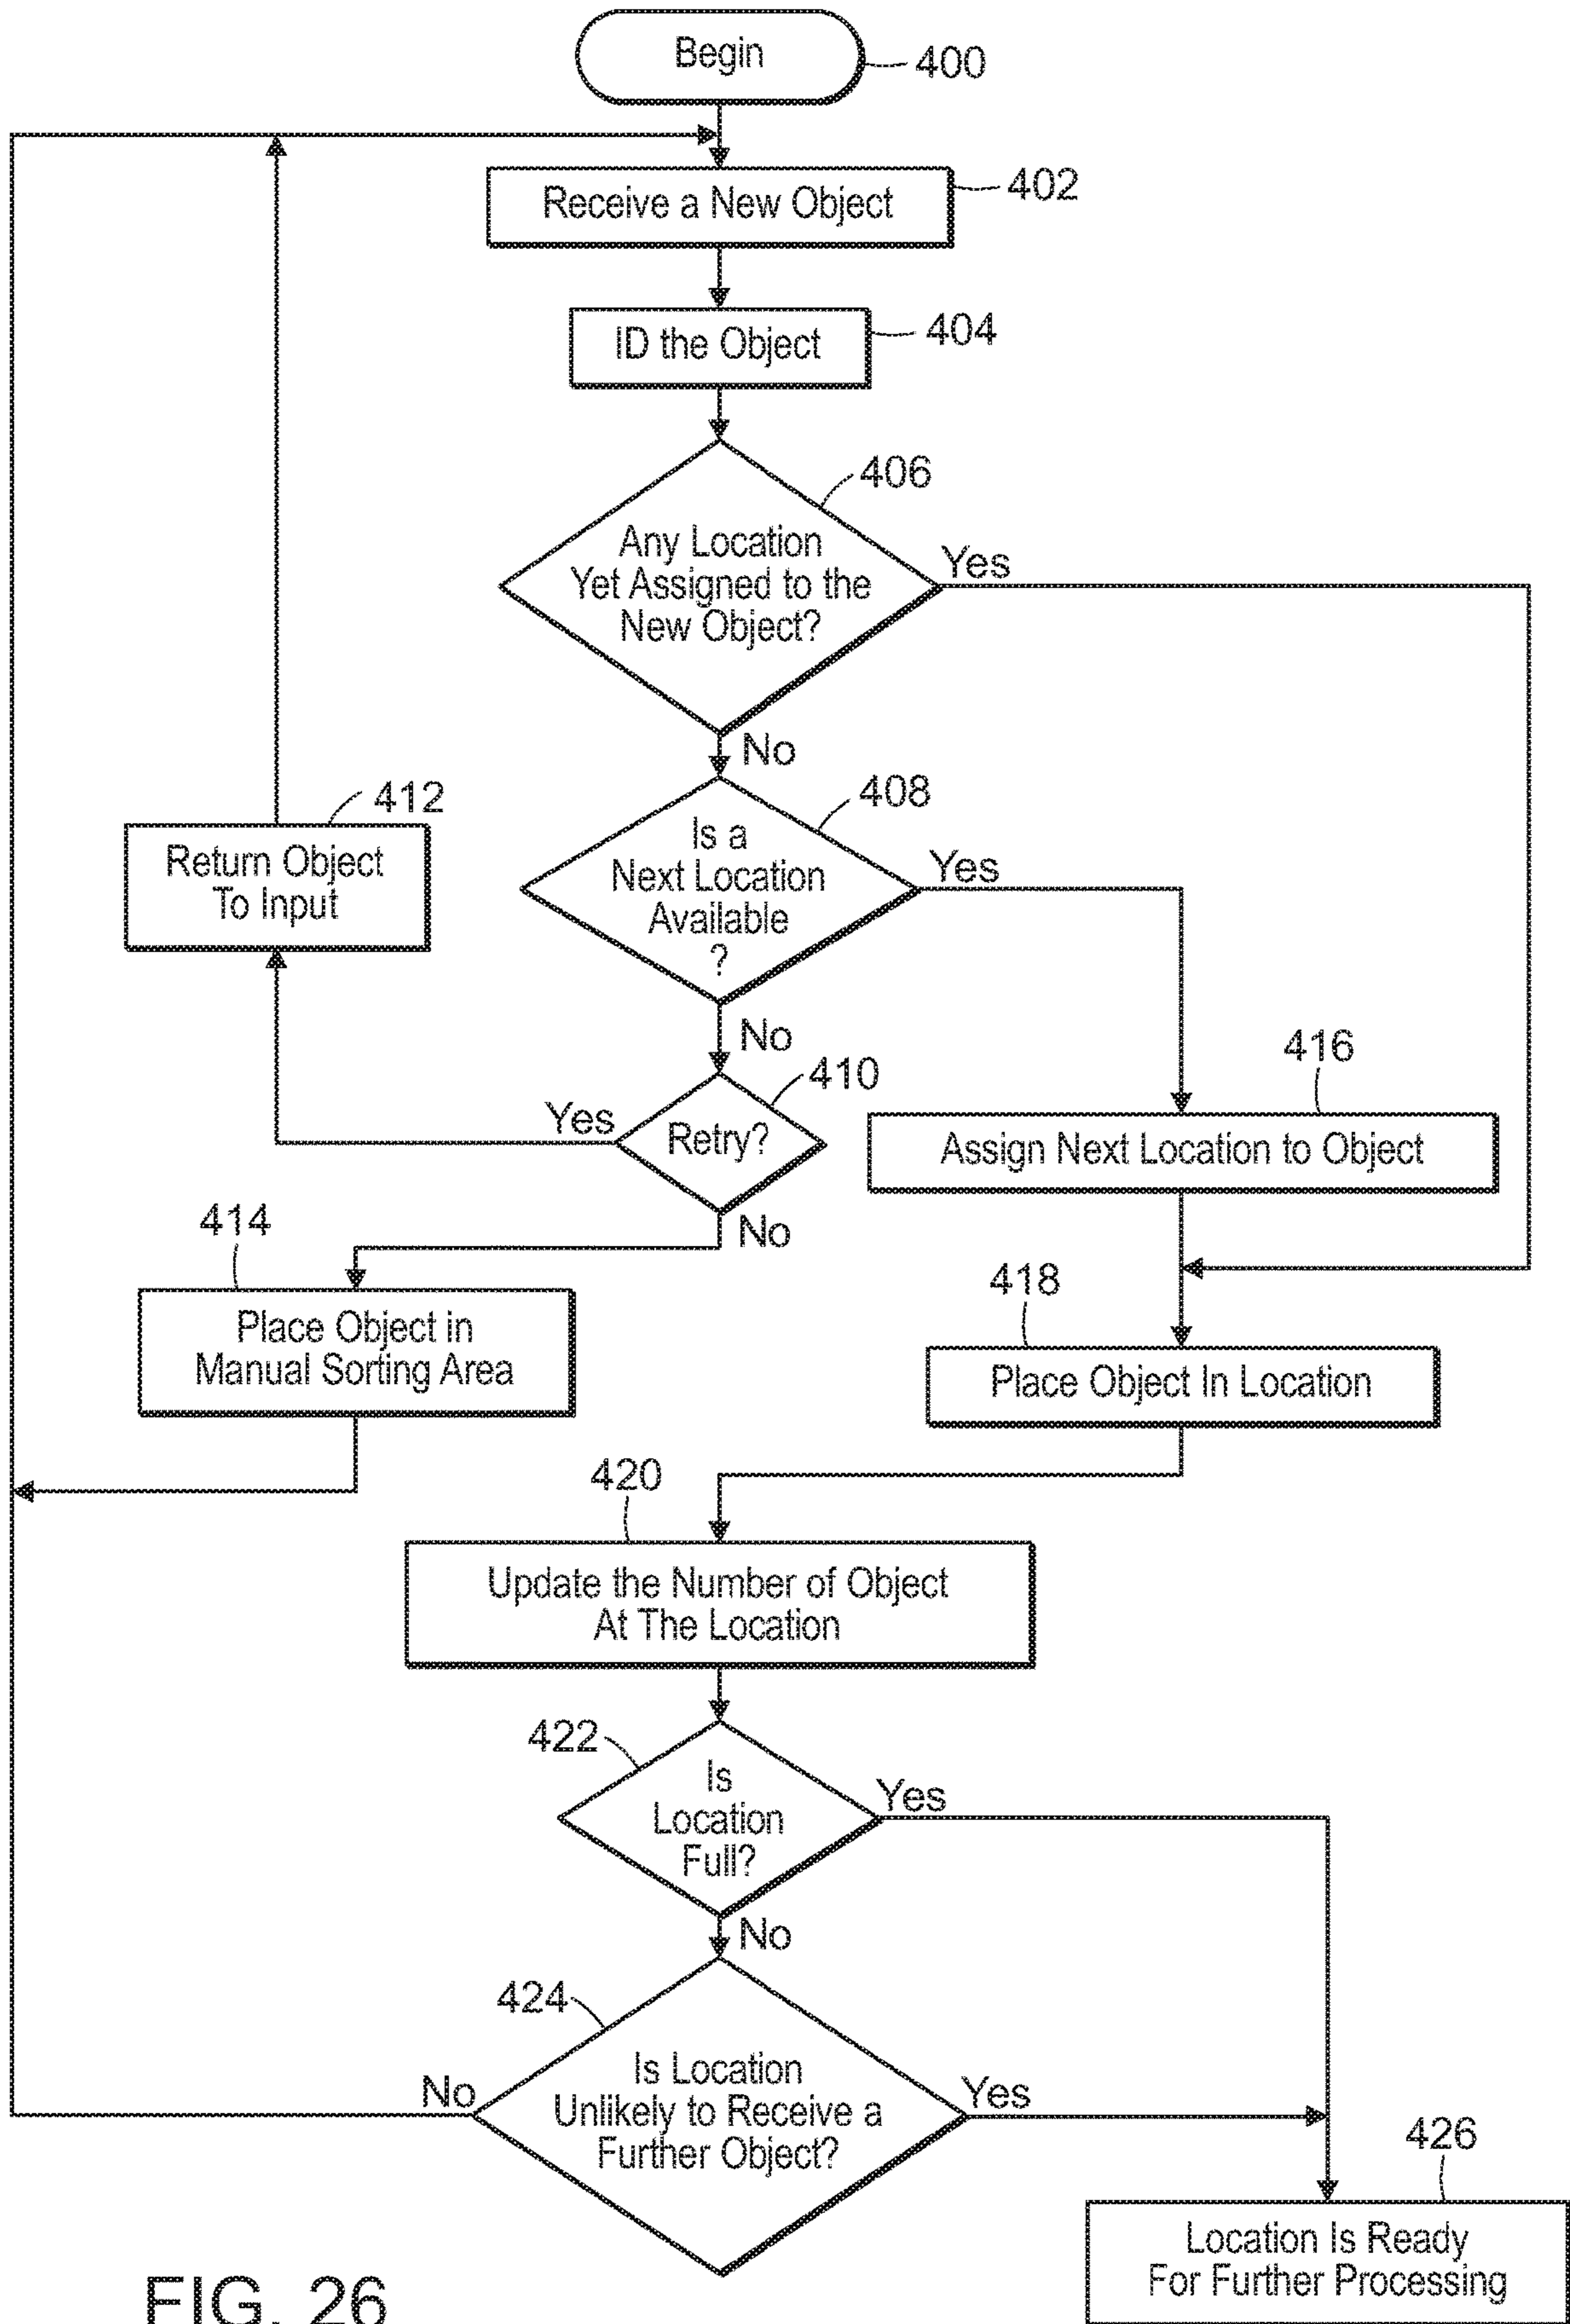 Begin
400
Receive a New Object
402
ID the Object
404
406
Any Location
Yet Assigned to the
New Object?
Yes
No
408
Is a
Next Location
Available
?
Yes
412
Return Object
To Input
No
410
Retry?
Yes
No
416
Assign Next Location to Object
414
Place Object in
Manual Sorting Area
418
Place Object In Location
420
Update the Number of Object
At The Location
422
Is
Location
Full?
Yes
No
424
Is Location
Unlikely to Receive a
Further Object?
No
Yes
426
Location Is Ready
For Further Processing
FIG. 26